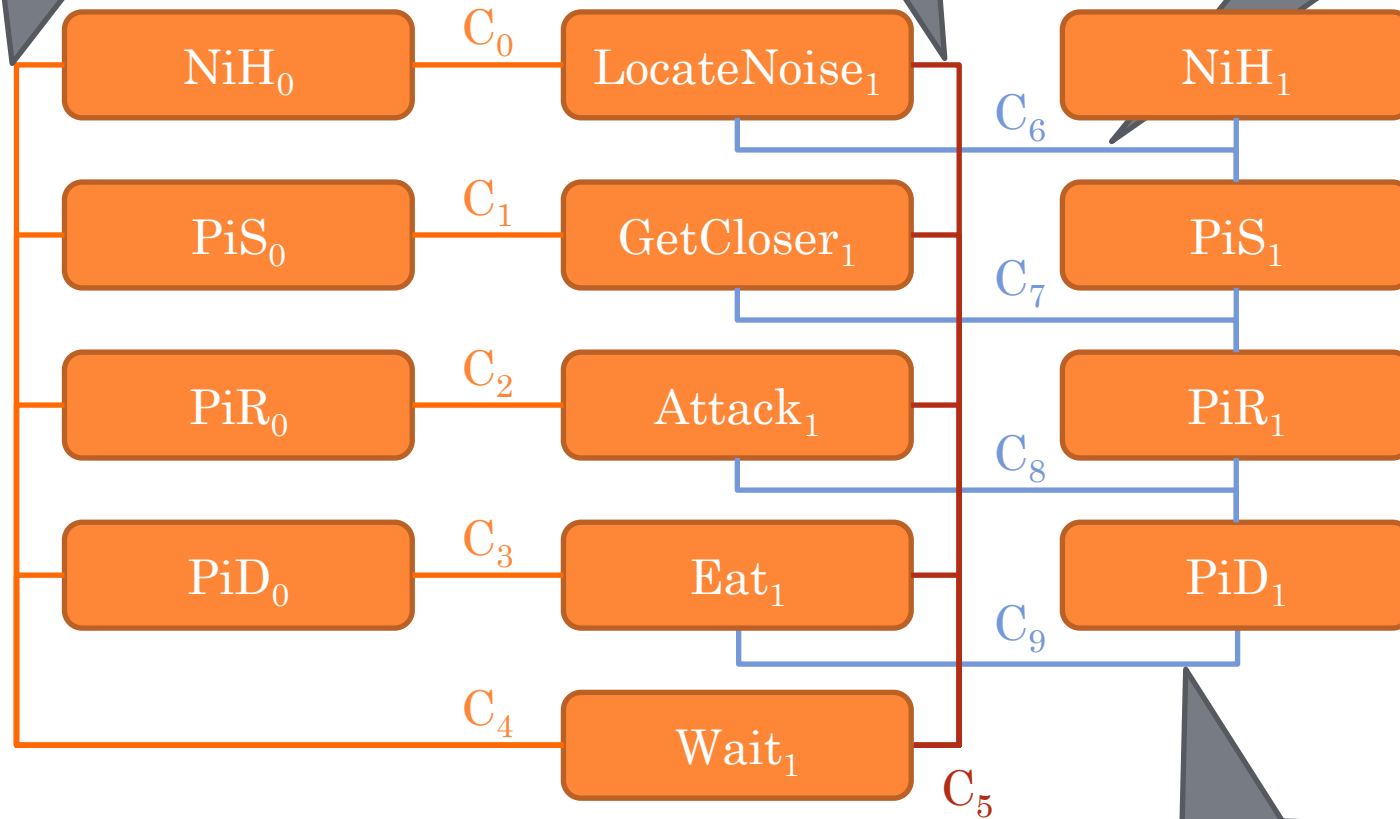 NiH₀ C₀ LocateNoise₁ NiH₁
C₆
PiS₀ C₁ GetCloser₁ PiS₁
C₇
PiR₀ C₂ Attack₁ PiR₁
C₈
PiD₀ C₃ Eat₁ PiD₁
C₉
C₄ Wait₁
C₅